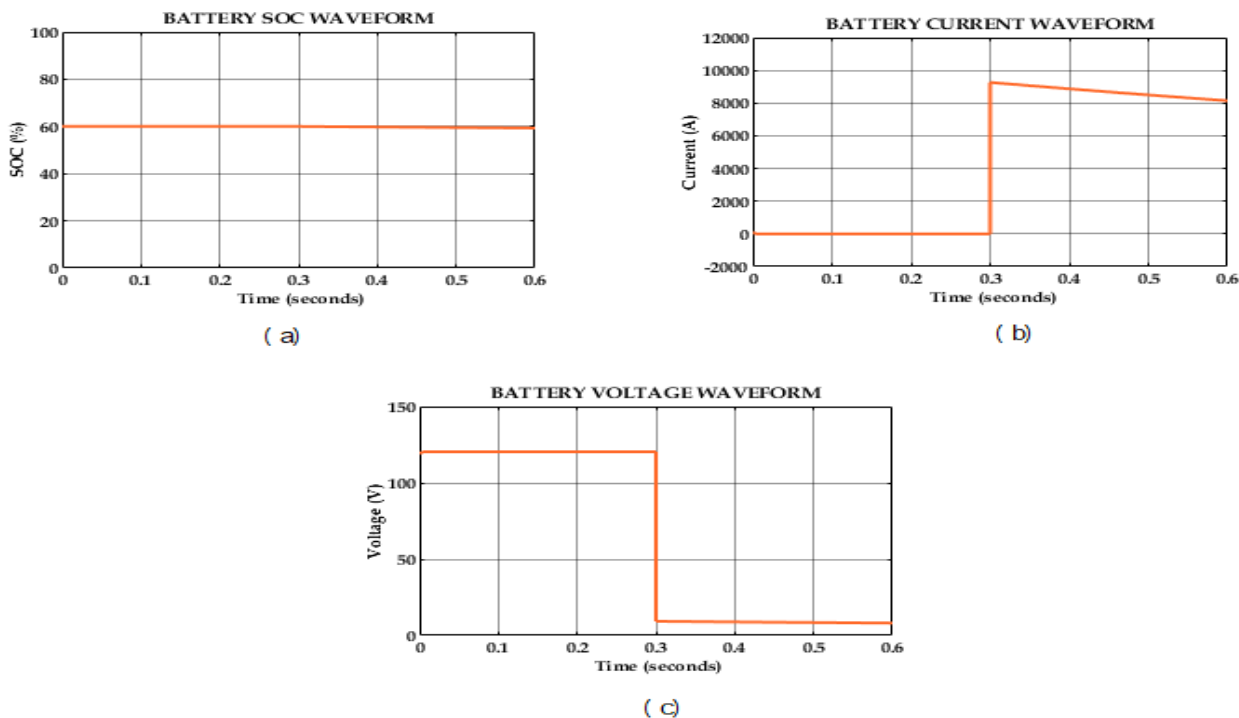 BATTERY SOC WAVEFORM
100
80
60
40
20
0
SOC (%)
0 0.1 0.2 0.3 0.4 0.5 0.6
Time (seconds)
( a)
BATTERY CURRENT WAVEFORM
12000
10000
8000
6000
4000
2000
0
-2000
Current (A)
0 0.1 0.2 0.3 0.4 0.5 0.6
Time (seconds)
( b)
BATTERY VOLTAGE WAVEFORM
150
100
50
0
Voltage (V)
0 0.1 0.2 0.3 0.4 0.5 0.6
Time (seconds)
( c)